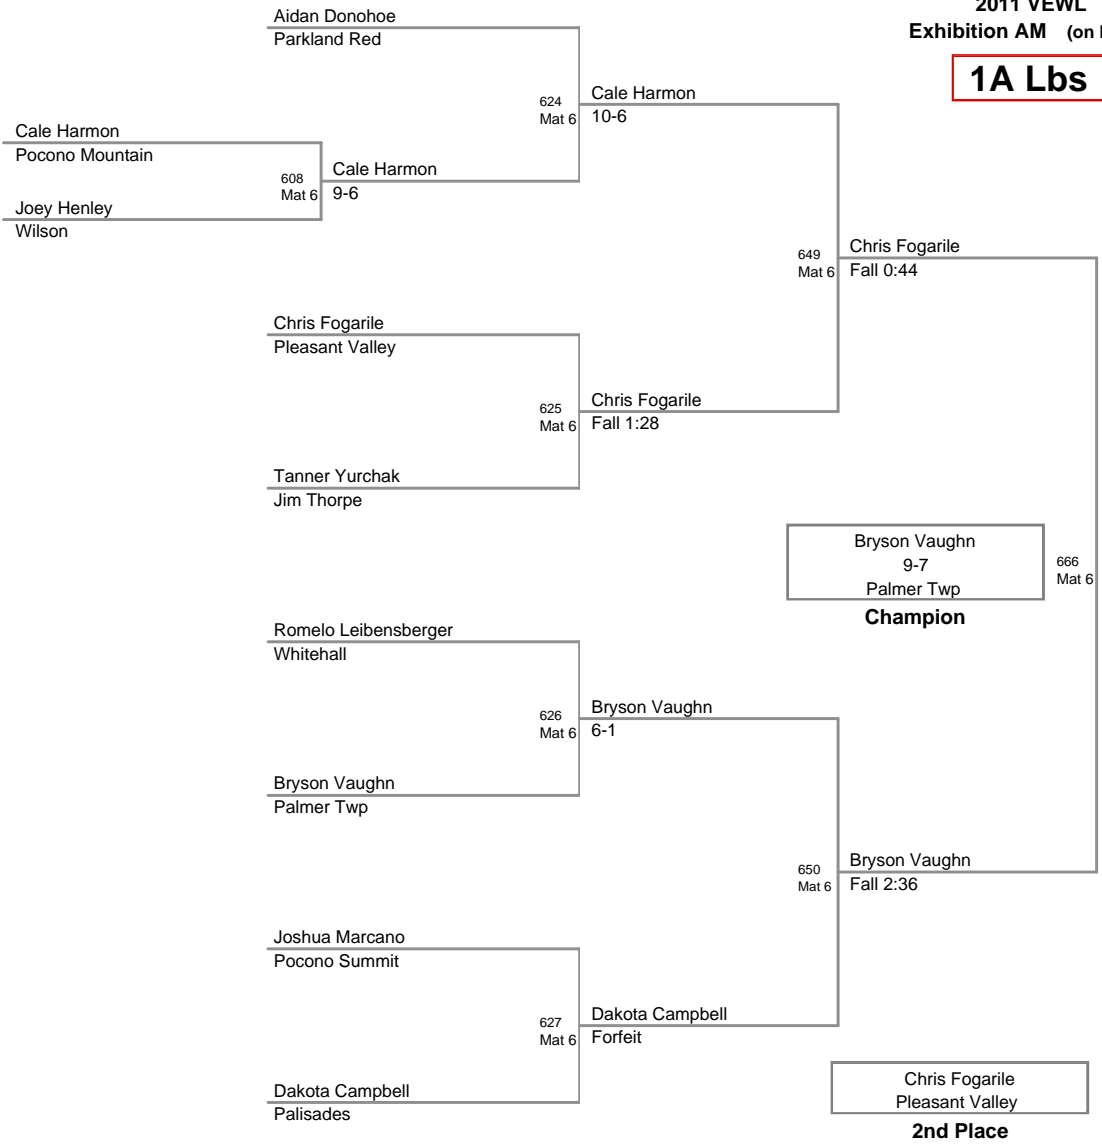 2011 VEWL
Exhibition AM (on
1A Lbs
Aidan Donohoe
Parkland Red
624
Mat 6
Cale Harmon
10-6
Cale Harmon
Pocono Mountain
608
Mat 6
Cale Harmon
9-6
Joey Henley
Wilson
649
Mat 6
Chris Fogarile
Fall 0:44
Chris Fogarile
Pleasant Valley
625
Mat 6
Chris Fogarile
Fall 1:28
Tanner Yurchak
Jim Thorpe
Bryson Vaughn
9-7
Palmer Twp
Champion
666
Mat 6
Romelo Leibensberger
Whitehall
626
Mat 6
Bryson Vaughn
6-1
Bryson Vaughn
Palmer Twp
650
Mat 6
Bryson Vaughn
Fall 2:36
Joshua Marcano
Pocono Summit
627
Mat 6
Dakota Campbell
Forfeit
Dakota Campbell
Palisades
Chris Fogarile
Pleasant Valley
2nd Place